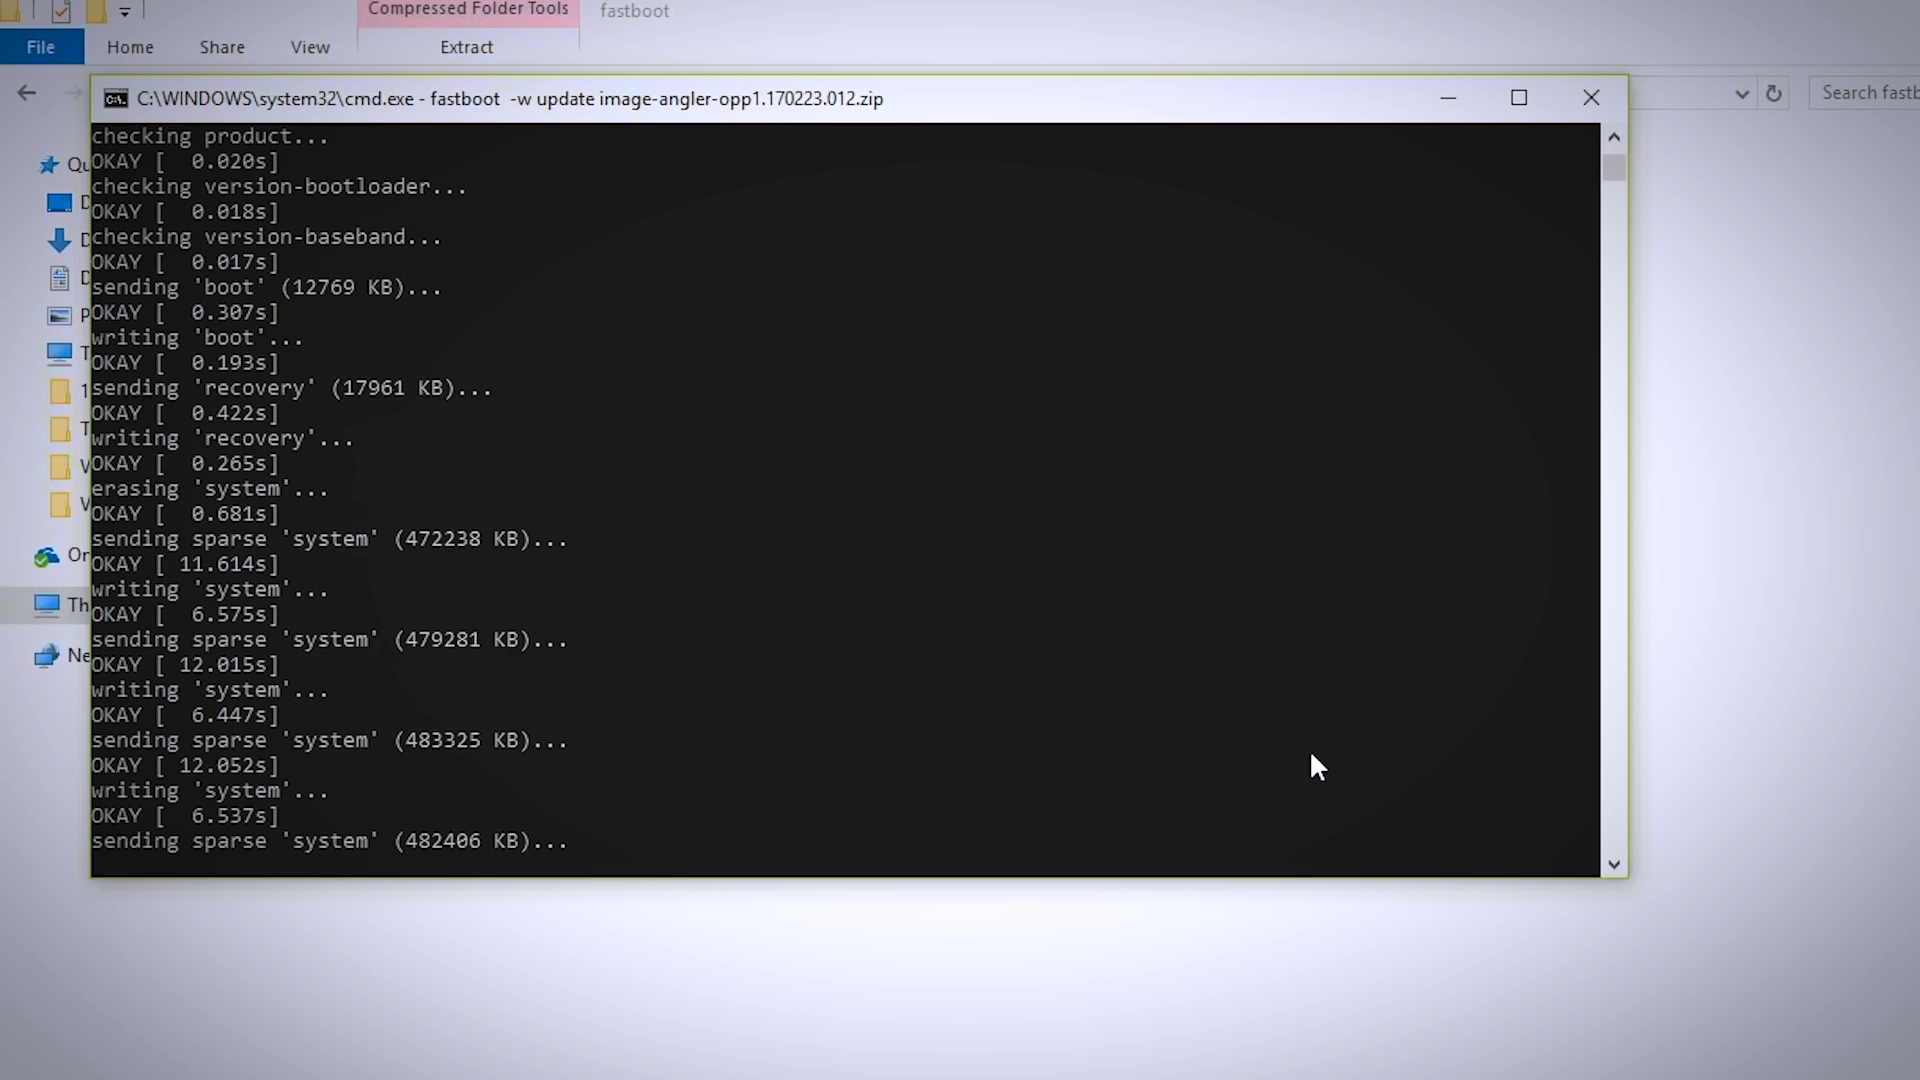 Compressed Folder Tools
fastboot
File
Home
Share
View
Extract
C:\WINDOWS\system32\cmd.exe - fastboot  -w update image-angler-opp1.170223.012.zip
Search fastb
checking product...
OKAY [  0.020s]
checking version-bootloader...
OKAY [  0.018s]
checking version-baseband...
OKAY [  0.017s]
sending 'boot' (12769 KB)...
OKAY [  0.307s]
writing 'boot'...
OKAY [  0.193s]
sending 'recovery' (17961 KB)...
OKAY [  0.422s]
writing 'recovery'...
OKAY [  0.265s]
erasing 'system'...
OKAY [  0.681s]
sending sparse 'system' (472238 KB)...
OKAY [ 11.614s]
writing 'system'...
OKAY [  6.575s]
sending sparse 'system' (479281 KB)...
OKAY [ 12.015s]
writing 'system'...
OKAY [  6.447s]
sending sparse 'system' (483325 KB)...
OKAY [ 12.052s]
writing 'system'...
OKAY [  6.537s]
sending sparse 'system' (482406 KB)...